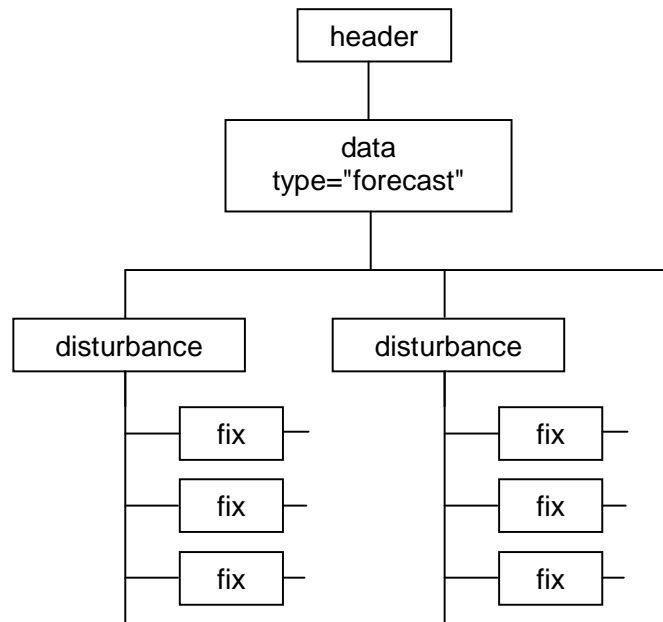 header
data
type="forecast"
disturbance
fix
fix
fix
disturbance
fix
fix
fix